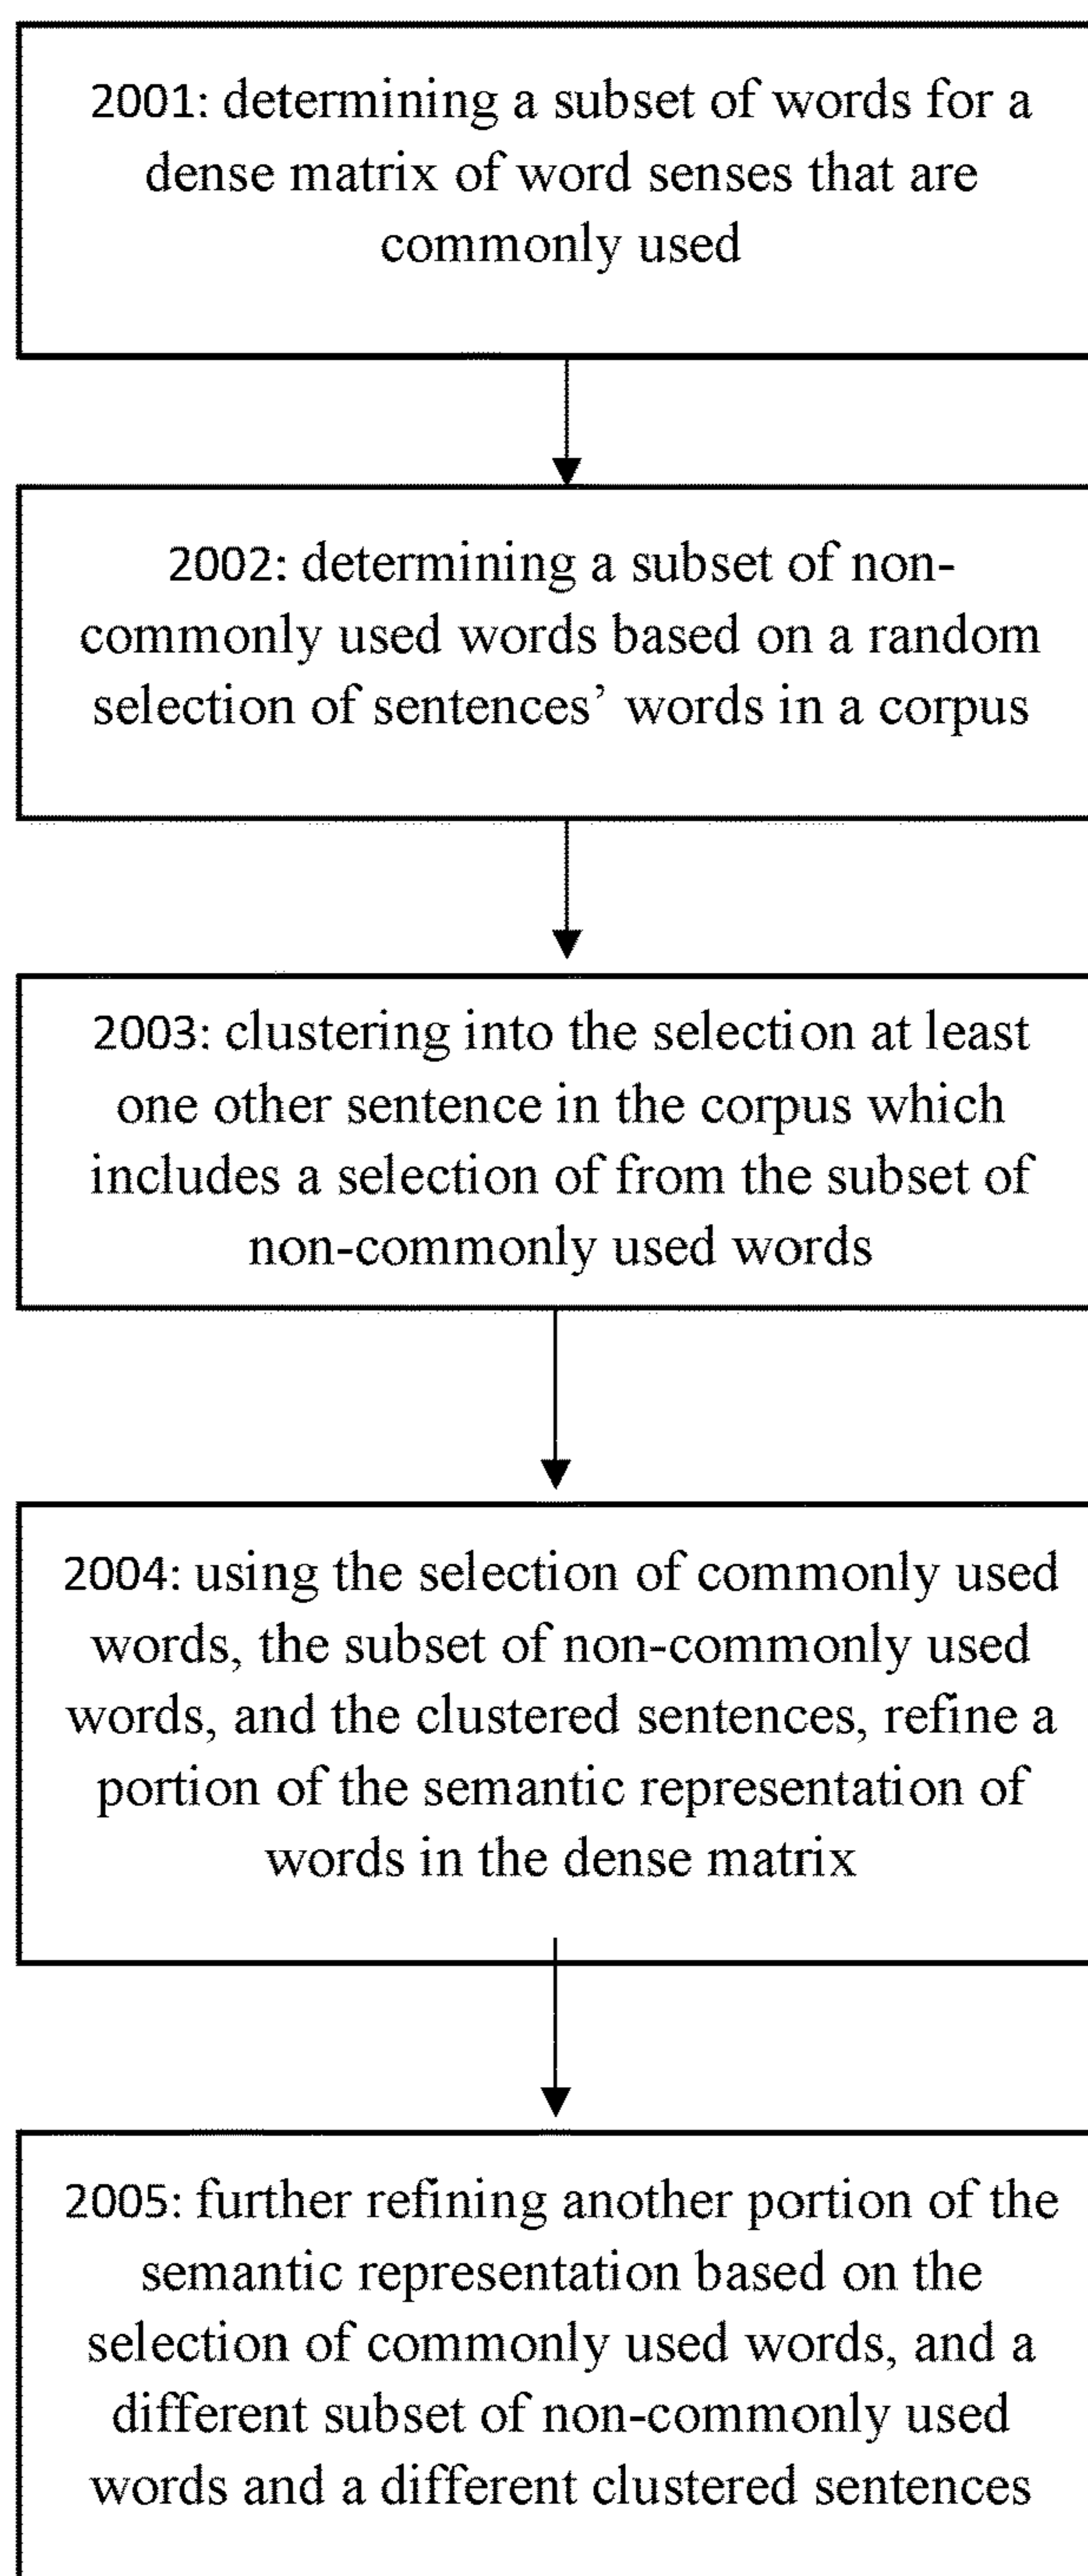 2001: determining a subset of words for a
dense matrix of word senses that are
commonly used
2002: determining a subset of non-
commonly used words based on a random
selection of sentences’ words in a corpus
2003: clustering into the selection at least
one other sentence in the corpus which
includes a selection of from the subset of
non-commonly used words
2004: using the selection of commonly used
words, the subset of non-commonly used
words, and the clustered sentences, refine a
portion of the semantic representation of
words in the dense matrix
2005: further refining another portion of the
semantic representation based on the
selection of commonly used words, and a
different subset of non-commonly used
words and a different clustered sentences